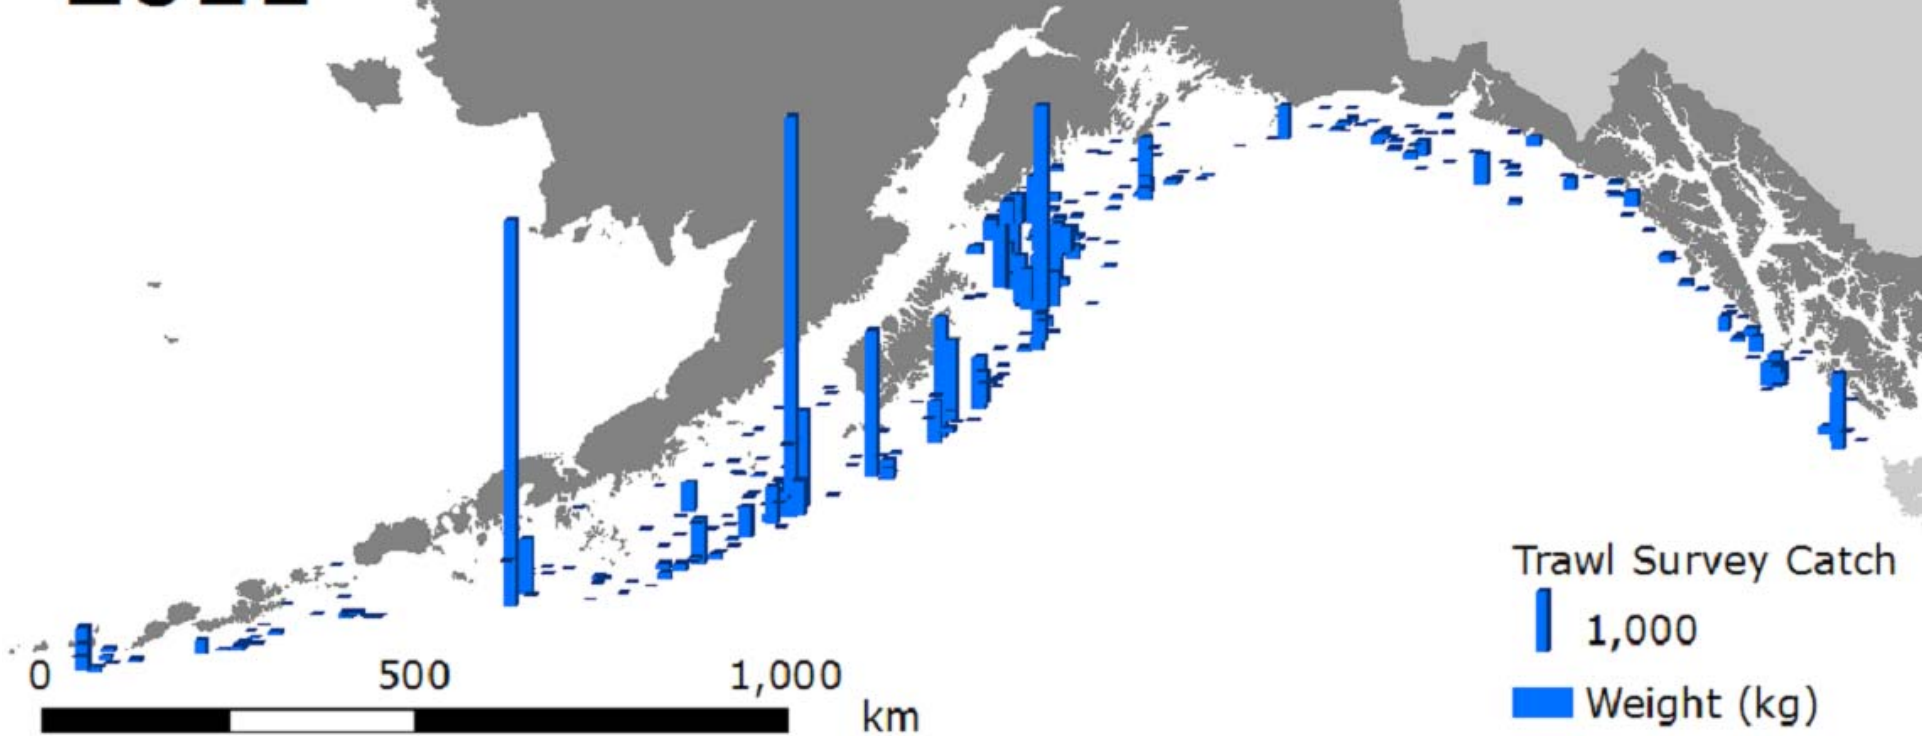 Trawl Survey Catch
1,000
Weight (kg)
0 500 1,000
km